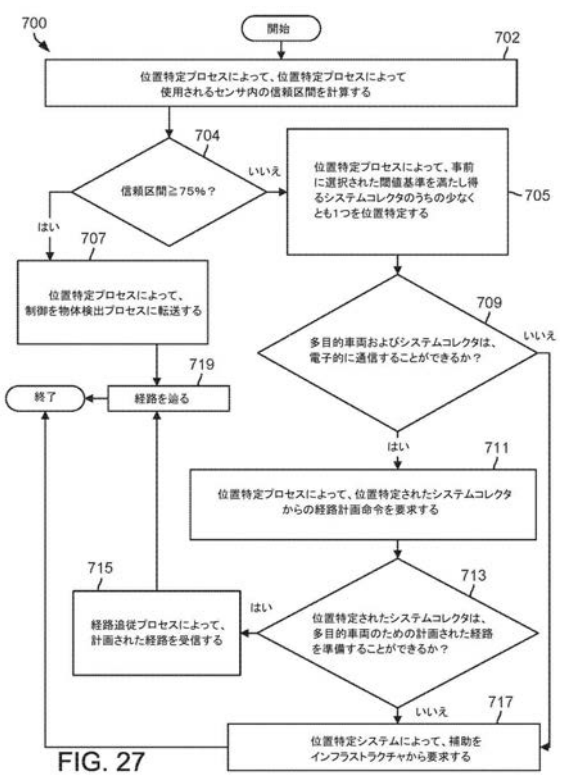 700
開始
702
位置特定プロセスによって、位置特定プロセスによって
使用されるセンサ内の信頼区間を計算する
704
信頼区間≧75%？
いいえ
はい
705
位置特定プロセスによって、事前
に選択された閾値基準を満たし得
るシステムコレクタのうちの少なく
とも1つを位置特定する
707
位置特定プロセスによって、
制御を物体検出プロセスに転送する
709
多目的車両およびシステムコレクタは、
電子的に通信することができるか？
いいえ
はい
719
経路を辿る
終了
711
位置特定プロセスによって、位置特定されたシステムコレクタ
からの経路計画命令を要求する
713
位置特定されたシステムコレクタは、
多目的車両のための計画された経路
を準備することができるか？
はい
いいえ
715
経路追従プロセスによって、
計画された経路を受信する
717
位置特定システムによって、補助を
インフラストラクチャから要求する
FIG. 27